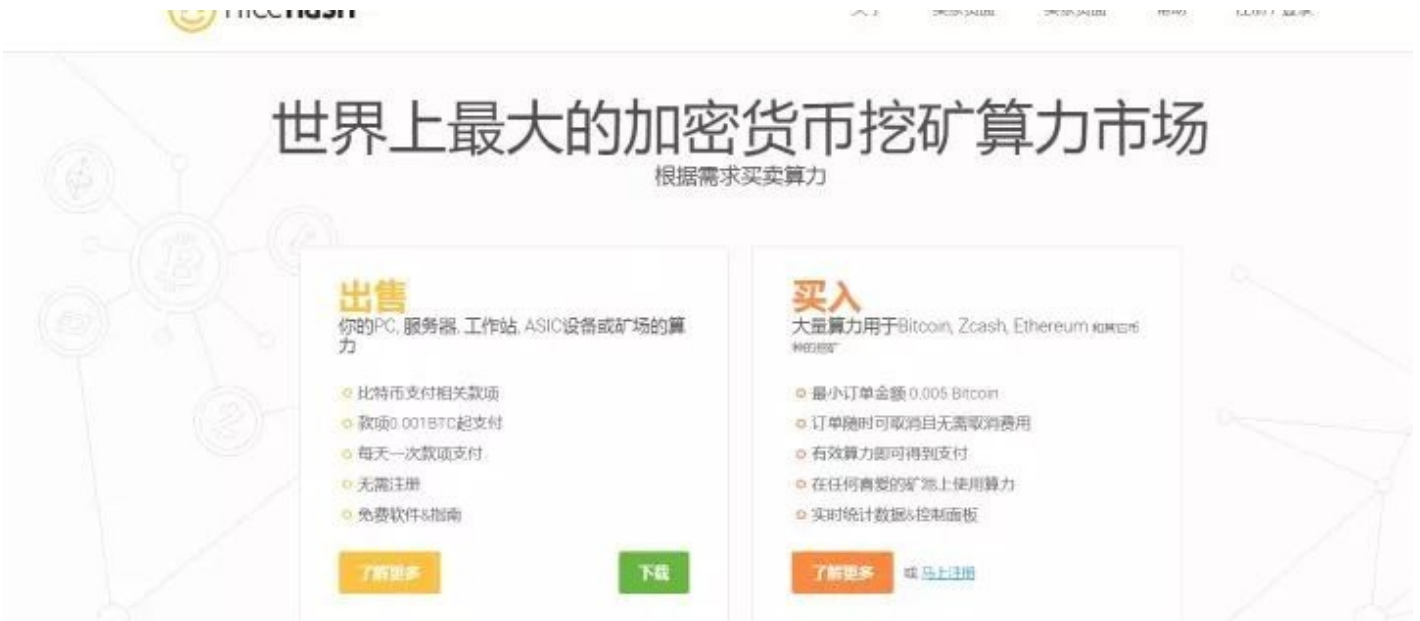 nicehash
世界上最大的加密货币挖矿算力市场
根据需求买卖算力
出售
你的PC, 服务器, 工作站, ASIC设备或矿场的算
力
比特币支付相关款项
款项0.001BTC起支付
每天一次款项支付
无需注册
免费软件&指南
了解更多
下载
买入
大量算力用于Bitcoin, Zcash, Ethereum 和其它币
种的挖矿
最小订单金额 0.005 Bitcoin
订单随时可取消且无需取消费用
有效算力即可得到支付
在任何喜爱的矿池上使用算力
实时统计数据&控制面板
了解更多 或 马上注册